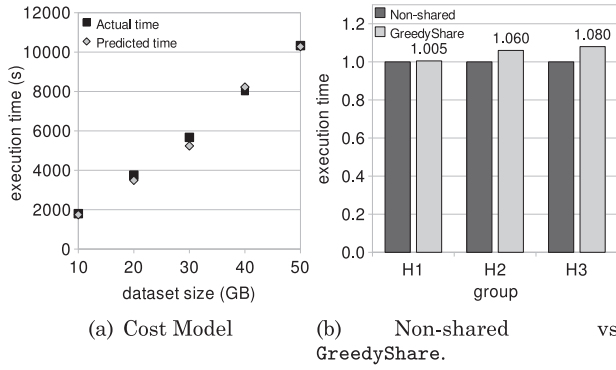 12000
10000
8000
6000
4000
2000
0
execution time (s)
Actual time
Predicted time
10 20 30 40 50
dataset size (GB)
(a) Cost Model
1.2
1.0
0.8
0.6
0.4
0.2
0.0
execution time
Non-shared
GreedyShare
1.005 1.060 1.080
H1 H2 H3
group
(b) Non-shared vs
GreedyShare.